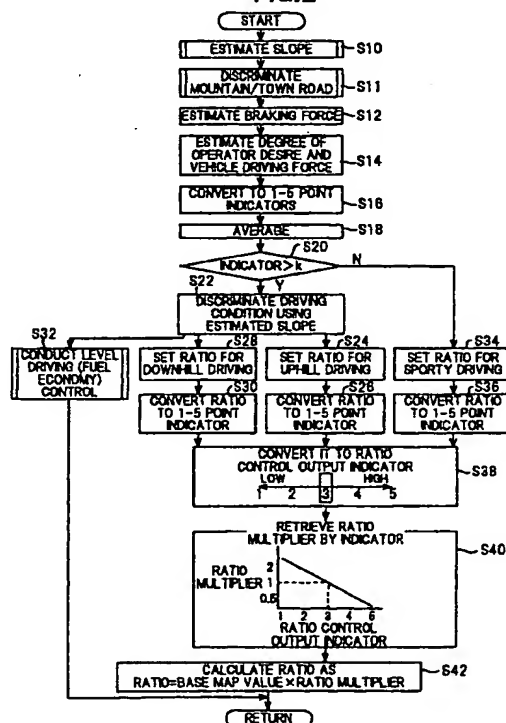 START
ESTIMATE SLOPE
S10
DISCRIMINATE
MOUNTAIN/TOWN ROAD
S11
ESTIMATE BRAKING FORCE
S12
ESTIMATE DEGREE OF
OPERATOR DESIRE AND
VEHICLE DRIVING FORCE
S14
CONVERT TO 1-5 POINT
INDICATORS
S16
AVERAGE
S18
S20
INDICATOR>k
N
Y
S22
DISCRIMINATE DRIVING
CONDITION USING
ESTIMATED SLOPE
S32
CONDUCT LEVEL
DRIVING (FUEL
ECONOMY)
CONTROL
S28
SET RATIO FOR
DOWNHILL DRIVING
S24
SET RATIO FOR
UPHILL DRIVING
S34
SET RATIO FOR
SPORTY DRIVING
S30
CONVERT RATIO
TO 1-5 POINT
INDICATOR
S26
CONVERT RATIO
TO 1-5 POINT
INDICATOR
S36
CONVERT RATIO
TO 1-5 POINT
INDICATOR
CONVERT IT TO RATIO
CONTROL OUTPUT INDICATOR
LOW HIGH
1 2 3 4 5
S38
RETRIEVE RATIO
MULTIPLIER BY INDICATOR
S40
RATIO
MULTIPLIER
2
1
0.5
1 2 3 4 5
RATIO CONTROL
OUTPUT INDICATOR
CALCULATE RATIO AS
RATIO=BASE MAP VALUE×RATIO MULTIPLIER
S42
RETURN